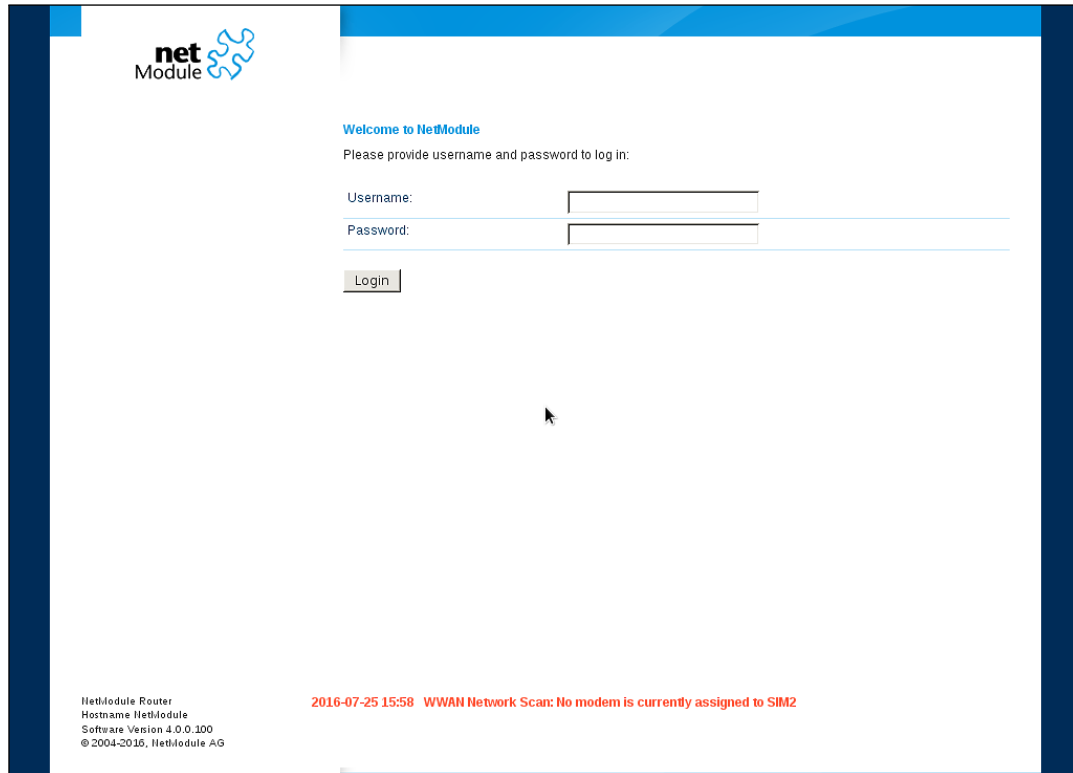 net
Module
Welcome to NetModule
Please provide username and password to log in:
Username:
Password:
Login
NetModule Router
Hostname NetModule
Software Version 4.0.0.100
© 2004-2016, NetModule AG
2016-07-25 15:58 WWAN Network Scan: No modem is currently assigned to SIM2